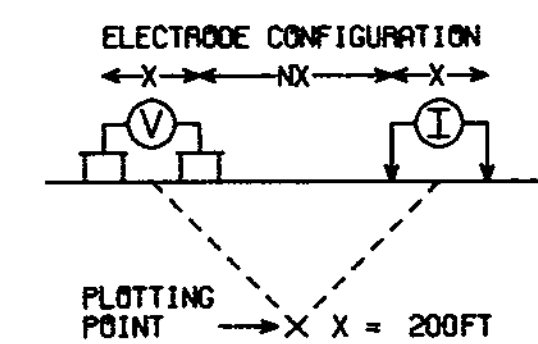 ELECTRODE CONFIGURATION
X NX X
V I
PLOTTING
POINT X = 200FT